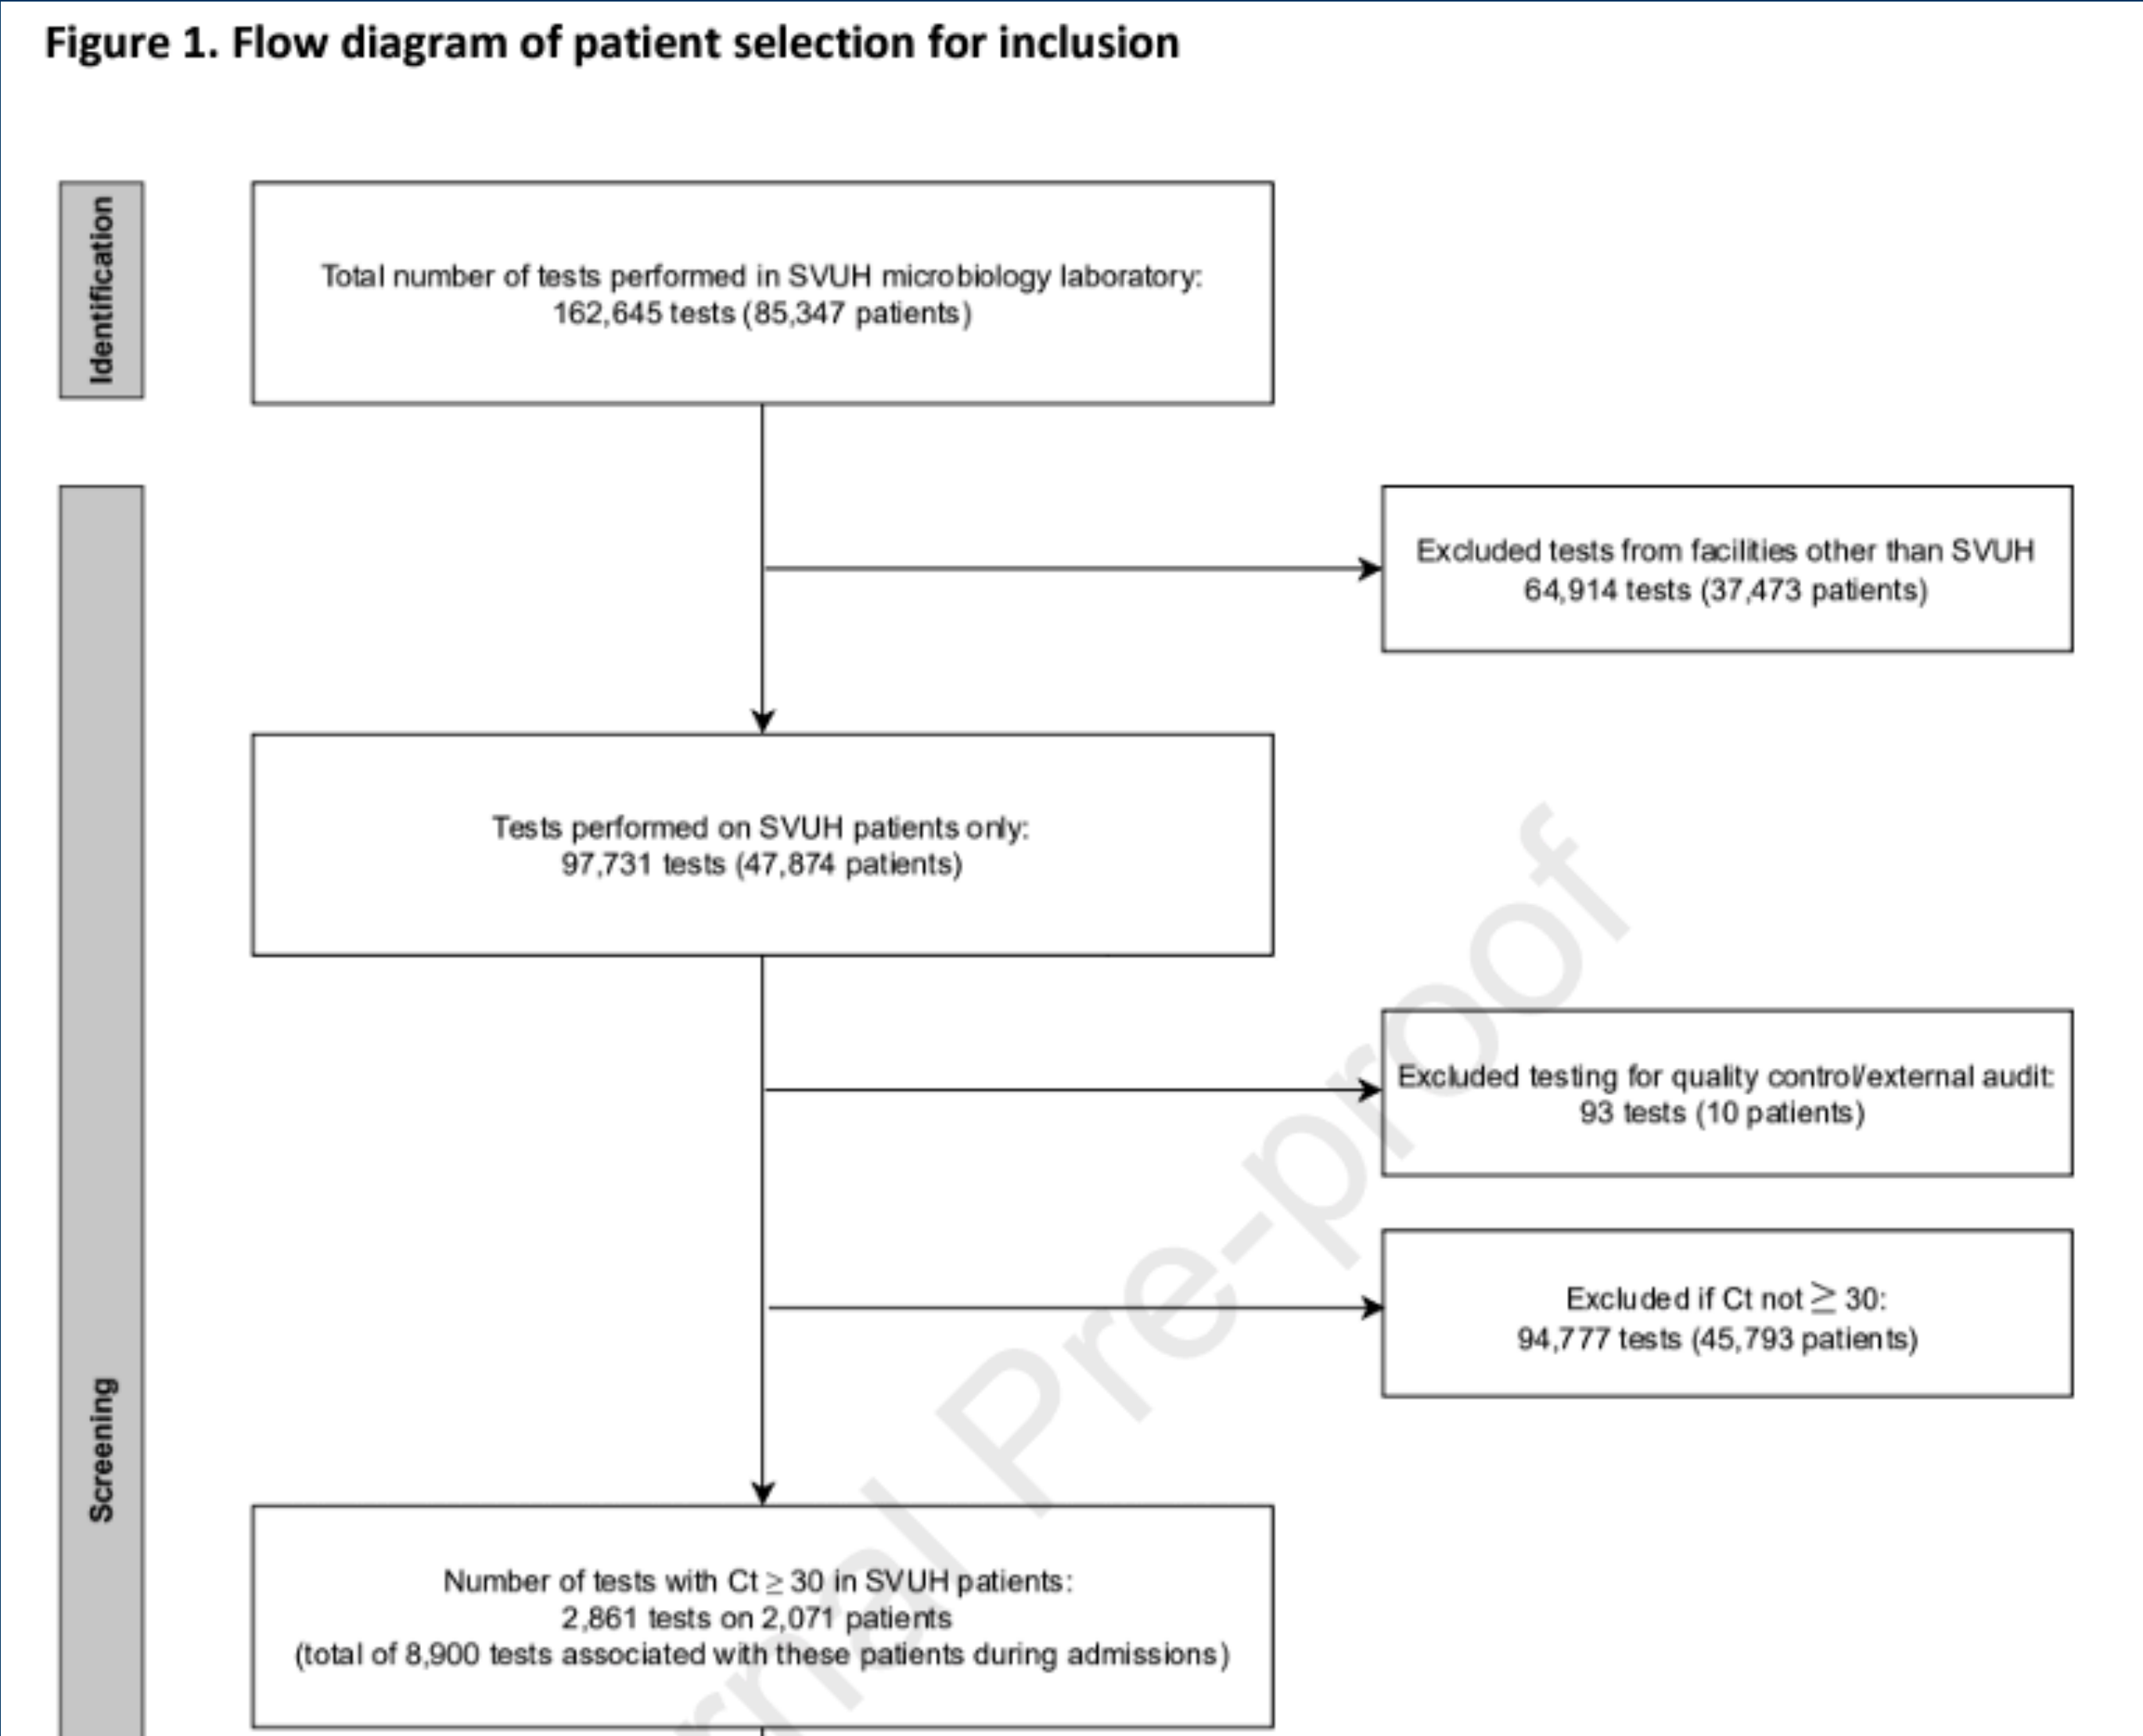 Figure 1. Flow diagram of patient selection for inclusion
Identification
Total number of tests performed in SVUH microbiology laboratory:
162,645 tests (85,347 patients)
Excluded tests from facilities other than SVUH
64,914 tests (37,473 patients)
Tests performed on SVUH patients only:
97,731 tests (47,874 patients)
Excluded testing for quality control/external audit:
93 tests (10 patients)
Excluded if Ct not ≥ 30:
94,777 tests (45,793 patients)
Screening
Number of tests with Ct ≥ 30 in SVUH patients:
2,861 tests on 2,071 patients
(total of 8,900 tests associated with these patients during admissions)
rnal Pre-proof